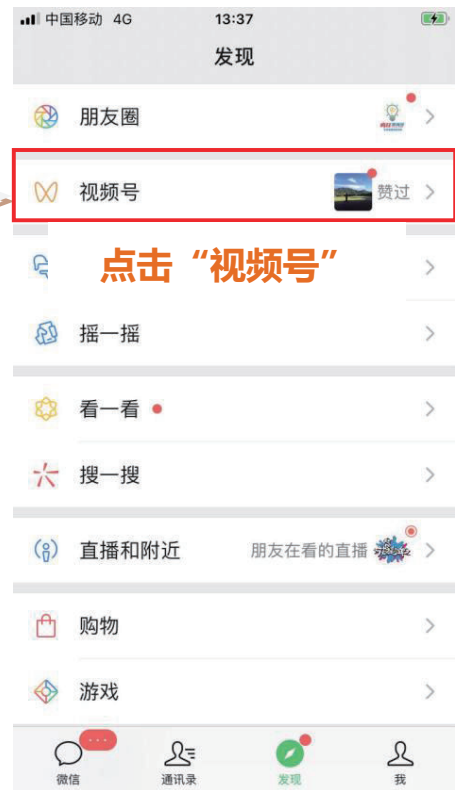 中国移动 4G 13:37
发现
朋友圈
视频号 赞过
点击“视频号”
摇一摇
看一看
搜一搜
直播和附近 朋友在看的直播
购物
游戏
微信 通讯录 发现 我